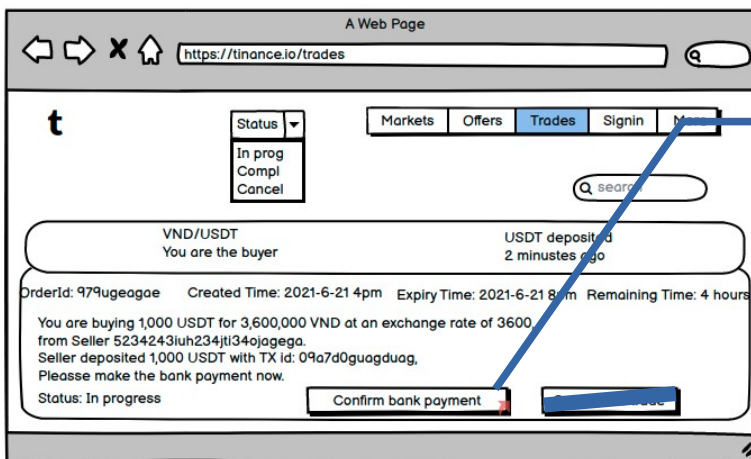 A Web Page
https://tinance.io/trades
t
Status
Markets Offers Trades Signin
In prog
Compl
Cancel
search
VND/USDT
You are the buyer
USDT deposited
2 minustes ago
OrderId: 979ugeagae Created Time: 2021-6-21 4pm Expiry Time: 2021-6-21 8pm Remaining Time: 4 hours
You are buying 1,000 USDT for 3,600,000 VND at an exchange rate of 3600,
from Seller 5234243iuh234jti34ojagega.
Seller deposited 1,000 USDT with TX id: 09a7d0guagduag,
Pleasse make the bank payment now.
Status: In progress
Confirm bank payment